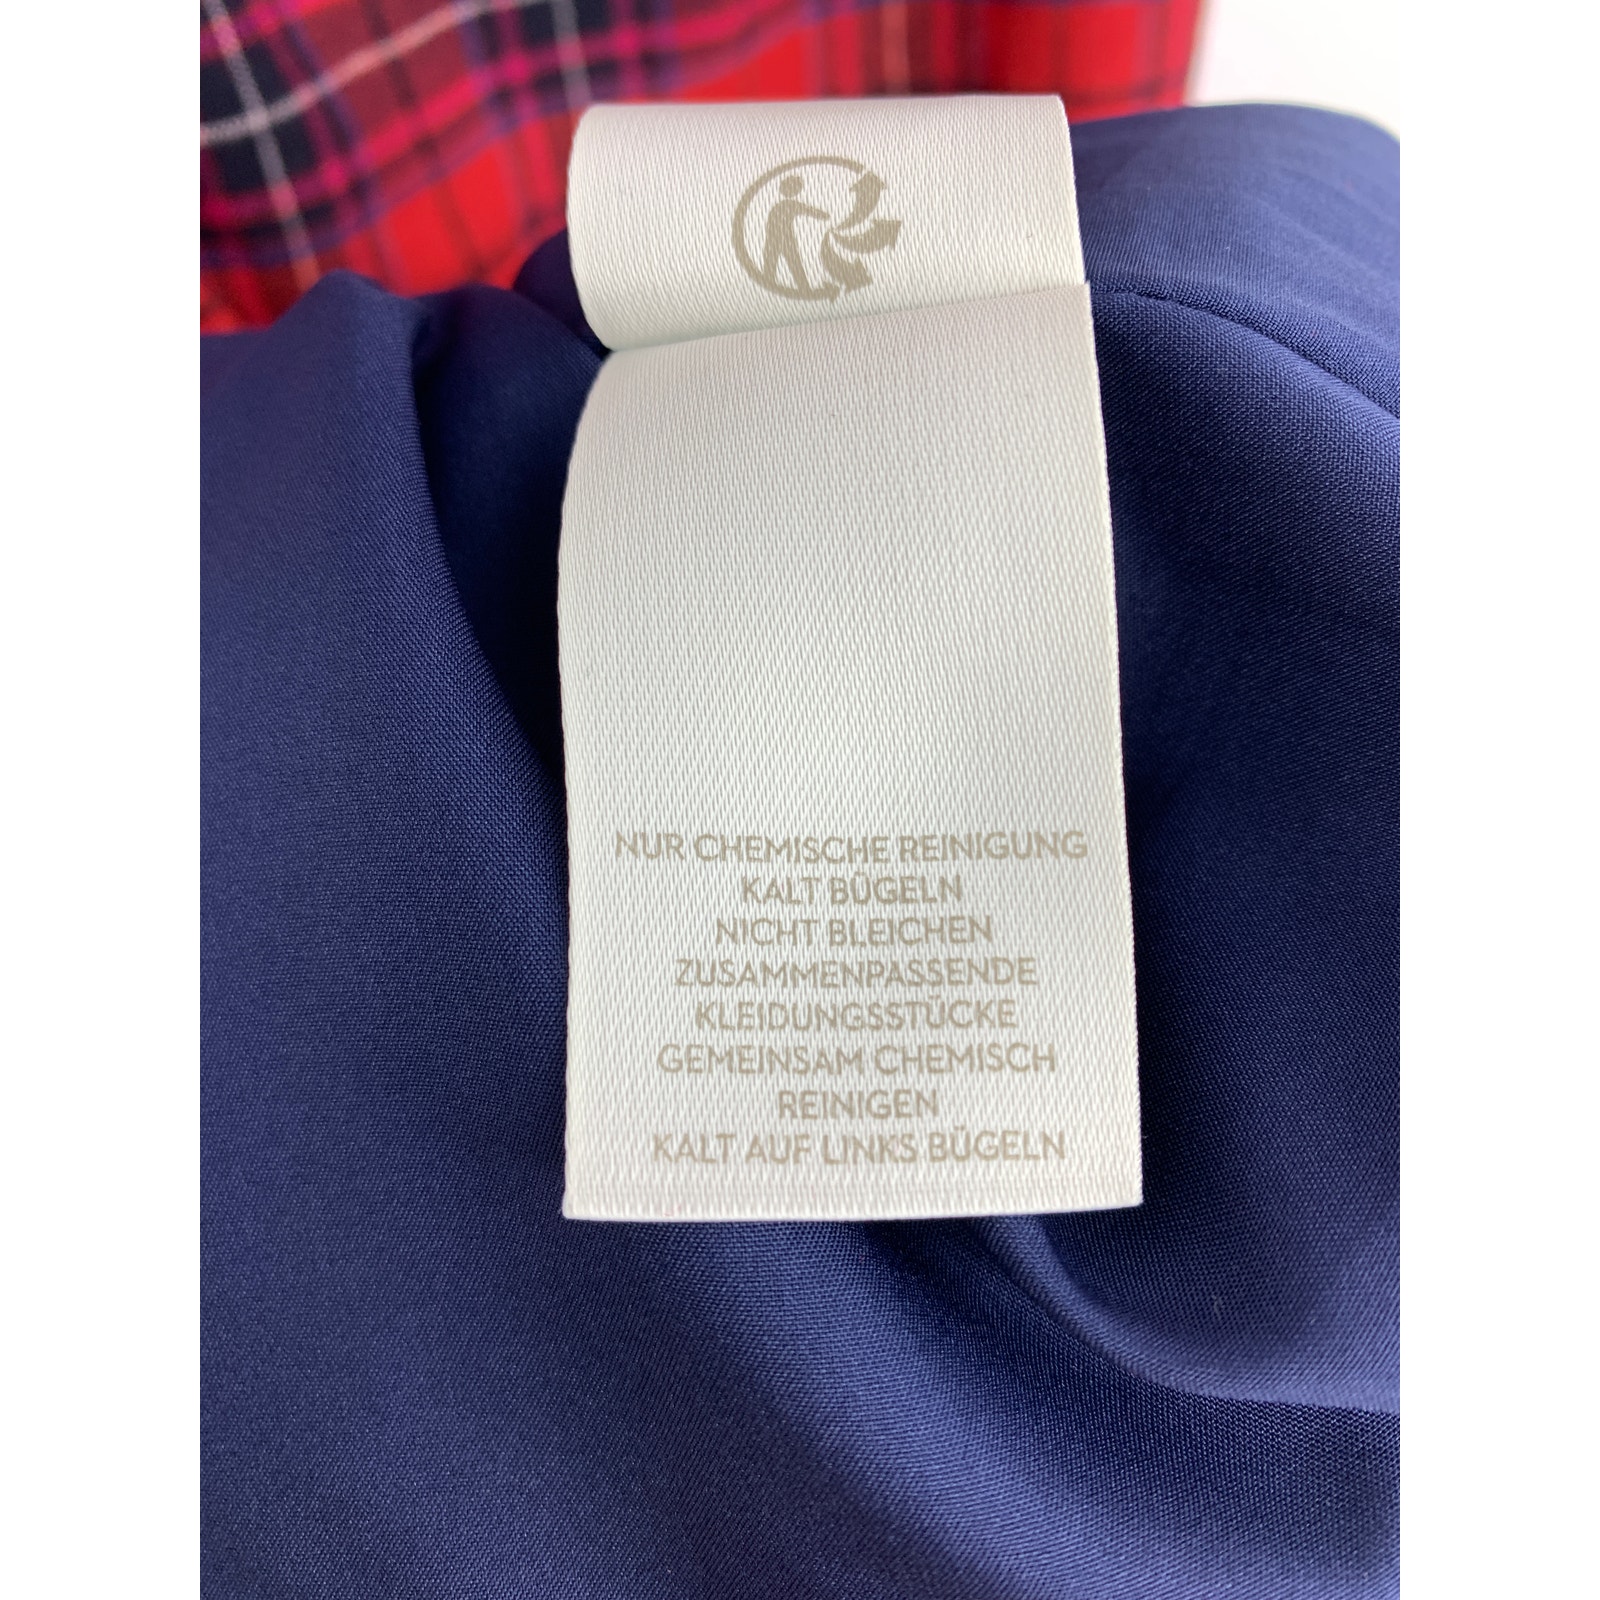 NUR CHEMISCHE REINIGUNG
KALT BÜGELN
NICHT BLEICHEN
ZUSAMMENPASSENDE
KLEIDUNGSSTÜCKE
GEMEINSAM CHEMISCH
REINIGEN
KALT AUF LINKS BÜGELN